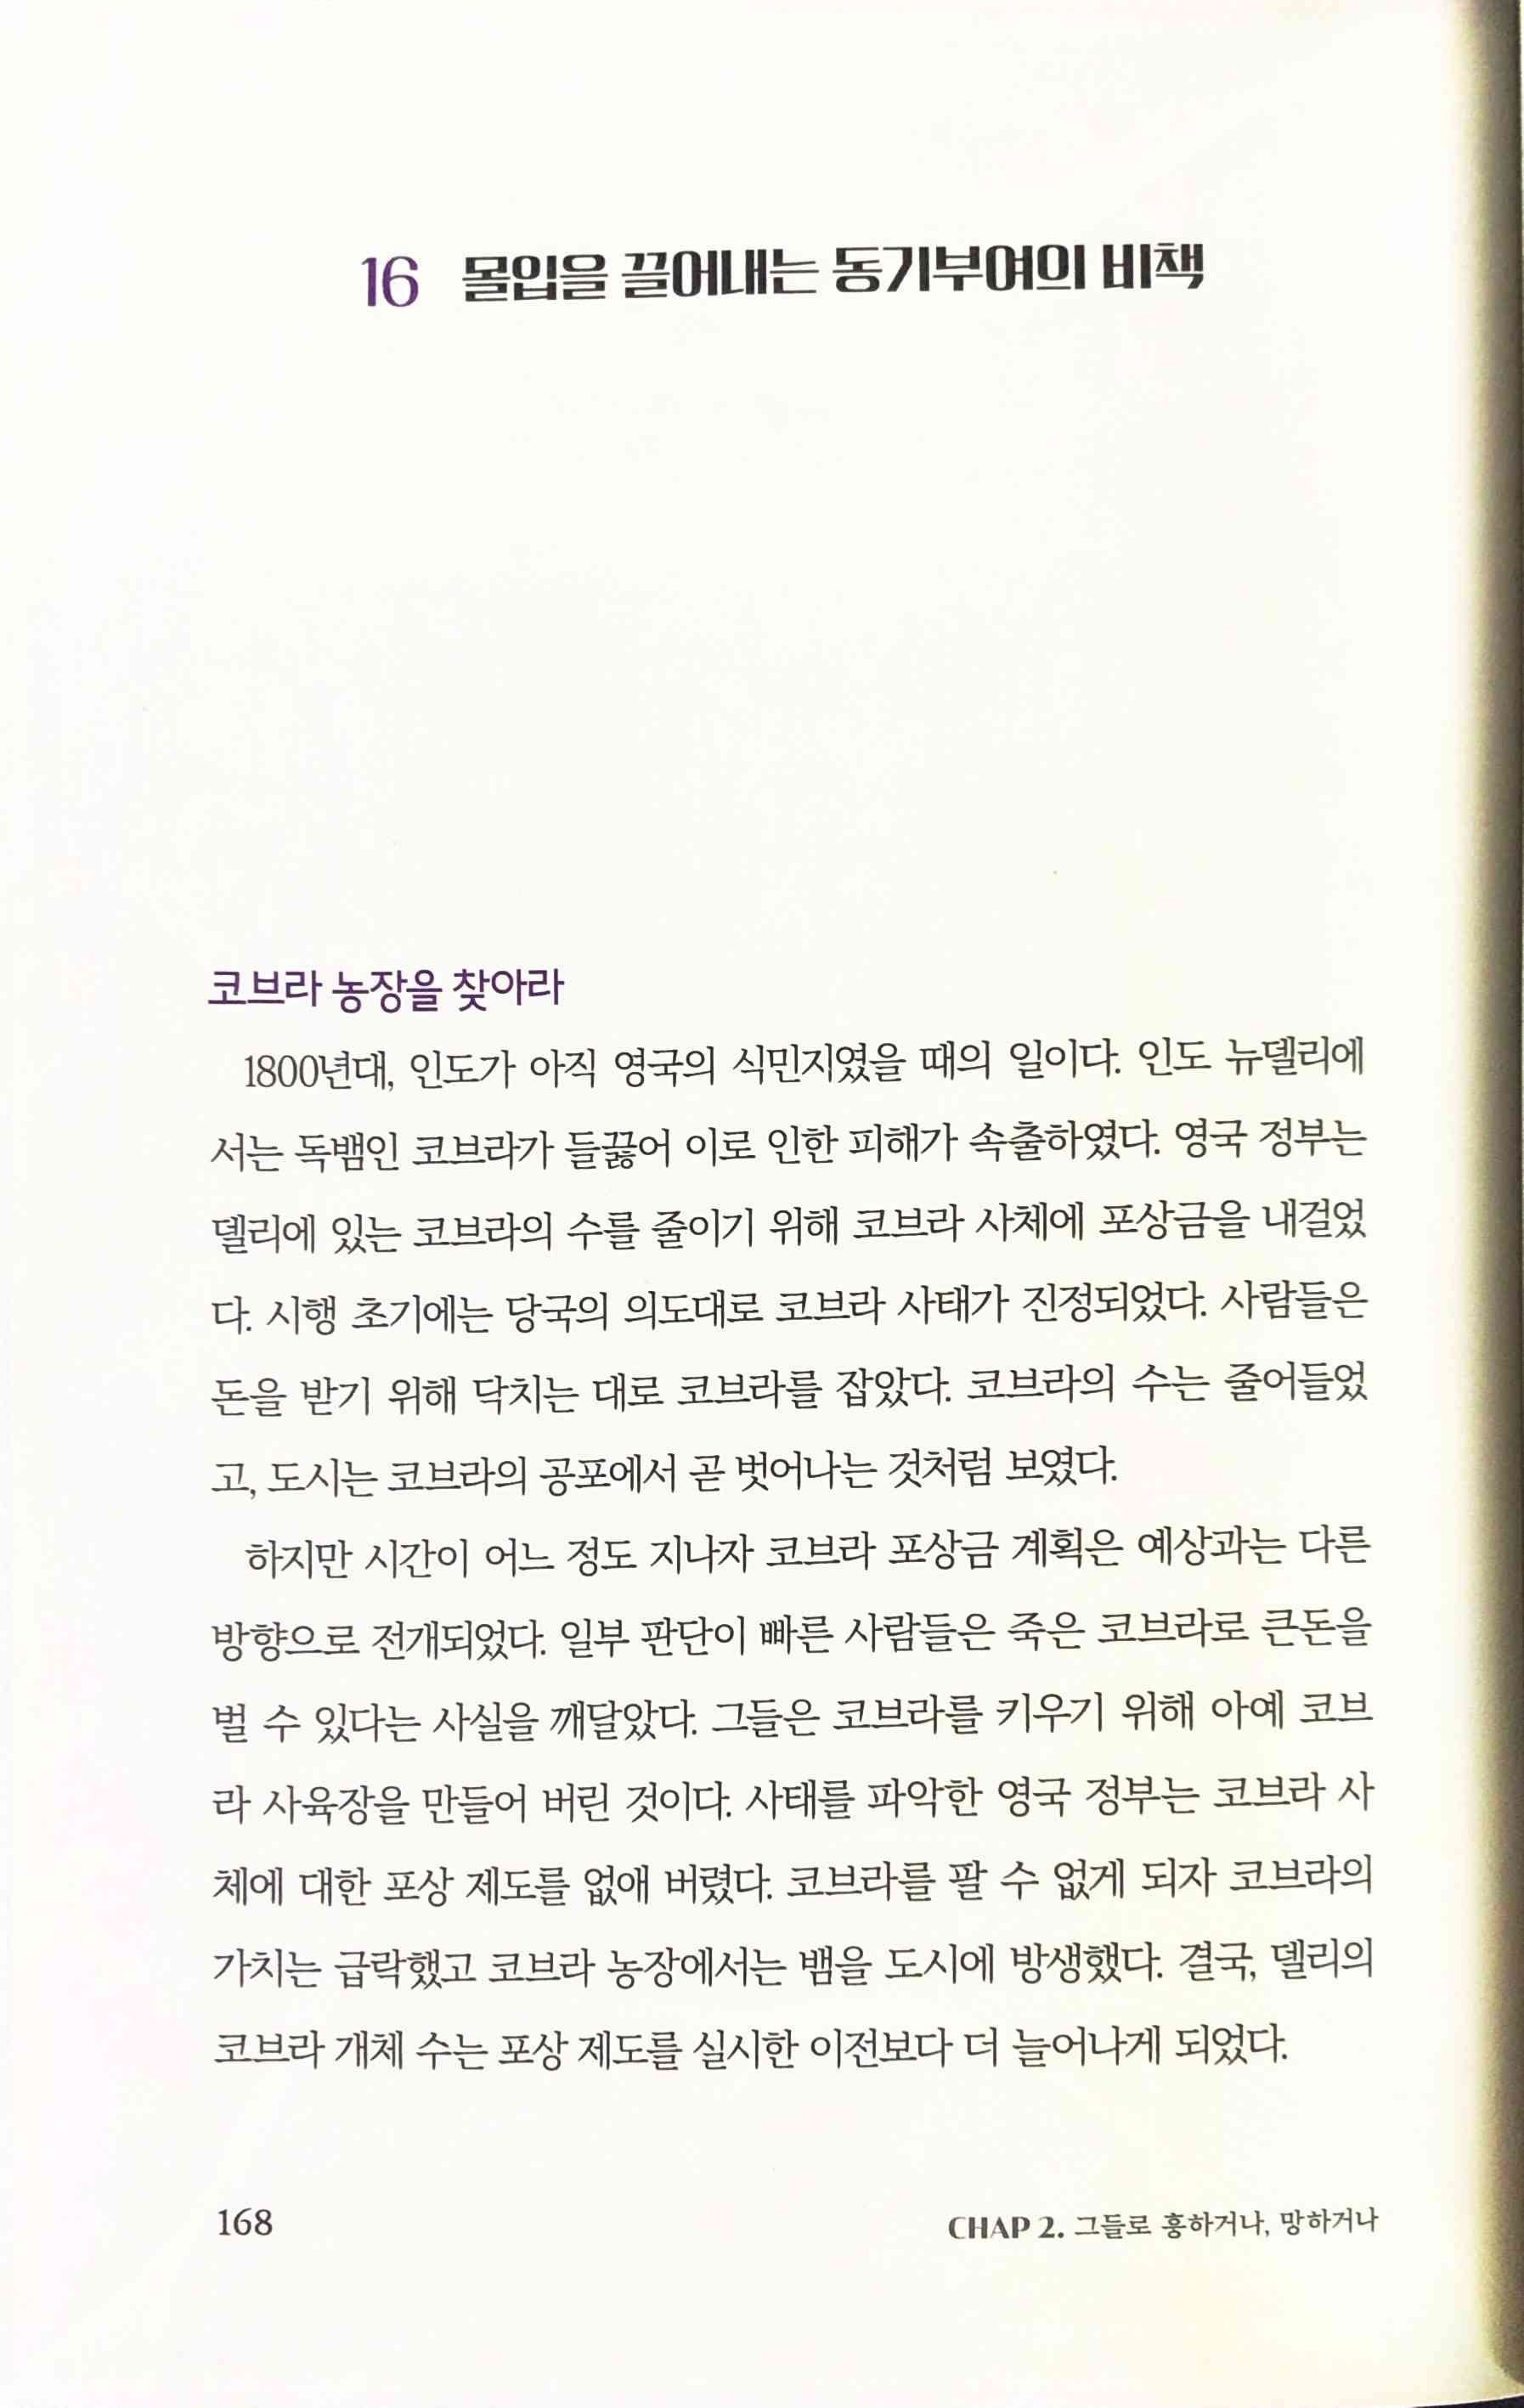 16 몰입을 끌어내는 동기부여의 비책
코브라 농장을 찾아라
1800년대, 인도가 아직 영국의 식민지였을 때의 일이다. 인도 뉴델리에
서는 독뱀인 코브라가 들끓어 이로 인한 피해가 속출하였다. 영국 정부는
델리에 있는 코브라의 수를 줄이기 위해 코브라 사체에 포상금을 내걸었
다. 시행 초기에는 당국의 의도대로 코브라 사태가 진정되었다. 사람들은
돈을 받기 위해 닥치는 대로 코브라를 잡았다. 코브라의 수는 줄어들었
고, 도시는 코브라의 공포에서 곧 벗어나는 것처럼 보였다.
하지만 시간이 어느 정도 지나자 코브라 포상금 계획은 예상과는 다른
방향으로 전개되었다. 일부 판단이 빠른 사람들은 죽은 코브라로 큰돈을
벌 수 있다는 사실을 깨달았다. 그들은 코브라를 키우기 위해 아예 코브
라 사육장을 만들어 버린 것이다. 사태를 파악한 영국 정부는 코브라 사
체에 대한 포상 제도를 없애 버렸다. 코브라를 팔 수 없게 되자 코브라의
가치는 급락했고 코브라 농장에서는 뱀을 도시에 방생했다. 결국, 델리의
코브라 개체 수는 포상 제도를 실시한 이전보다 더 늘어나게 되었다.
168
CHAP 2. 그들로 흥하거나, 망하거나